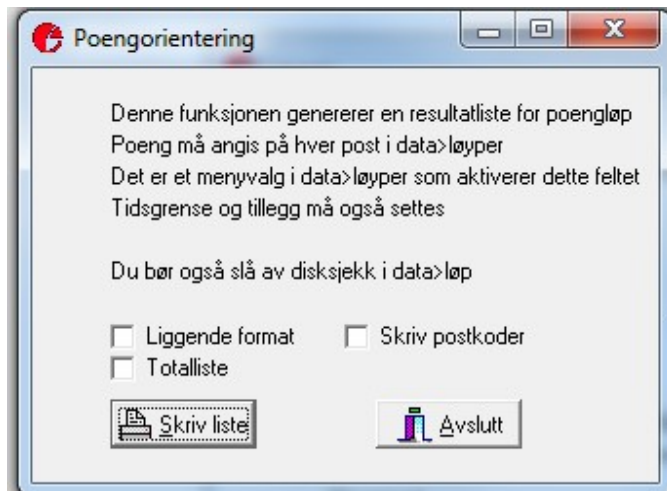 Poengorientering
Denne funksjonen genererer en resultatliste for poengløp
Poeng må angis på hver post i data>løyper
Det er et menyvalg i data>løyper som aktiverer dette feltet
Tidsgrense og tillegg må også settes
Du bør også slå av disksjekk i data>løp
Liggende format
Skriv postkoder
Totalliste
Skriv liste
Avslutt